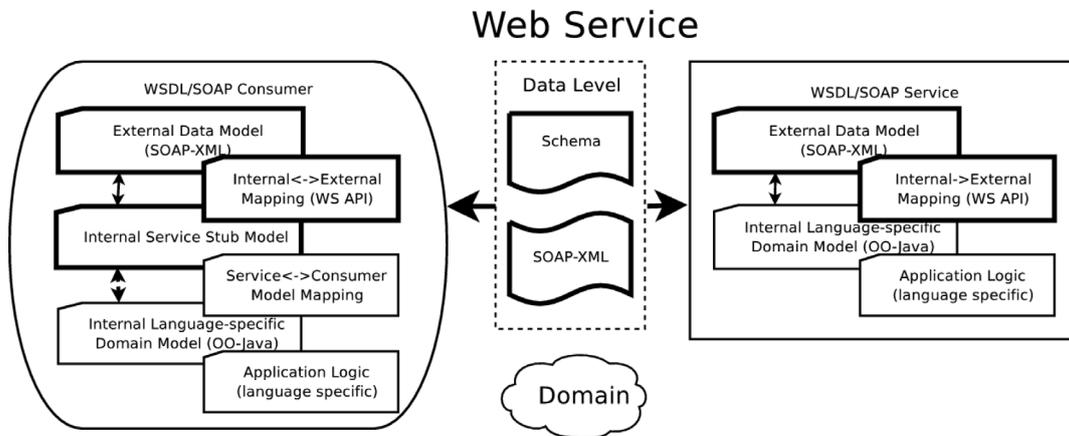 Web Service
WSDL/SOAP Consumer
External Data Model
(SOAP-XML)
Internal<->External
Mapping (WS API)
Internal Service Stub Model
Service<->Consumer
Model Mapping
Internal Language-specific
Domain Model (OO-Java)
Application Logic
(language specific)
Data Level
Schema
SOAP-XML
Domain
WSDL/SOAP Service
External Data Model
(SOAP-XML)
Internal->External
Mapping (WS API)
Internal Language-specific
Domain Model (OO-Java)
Application Logic
(language specific)